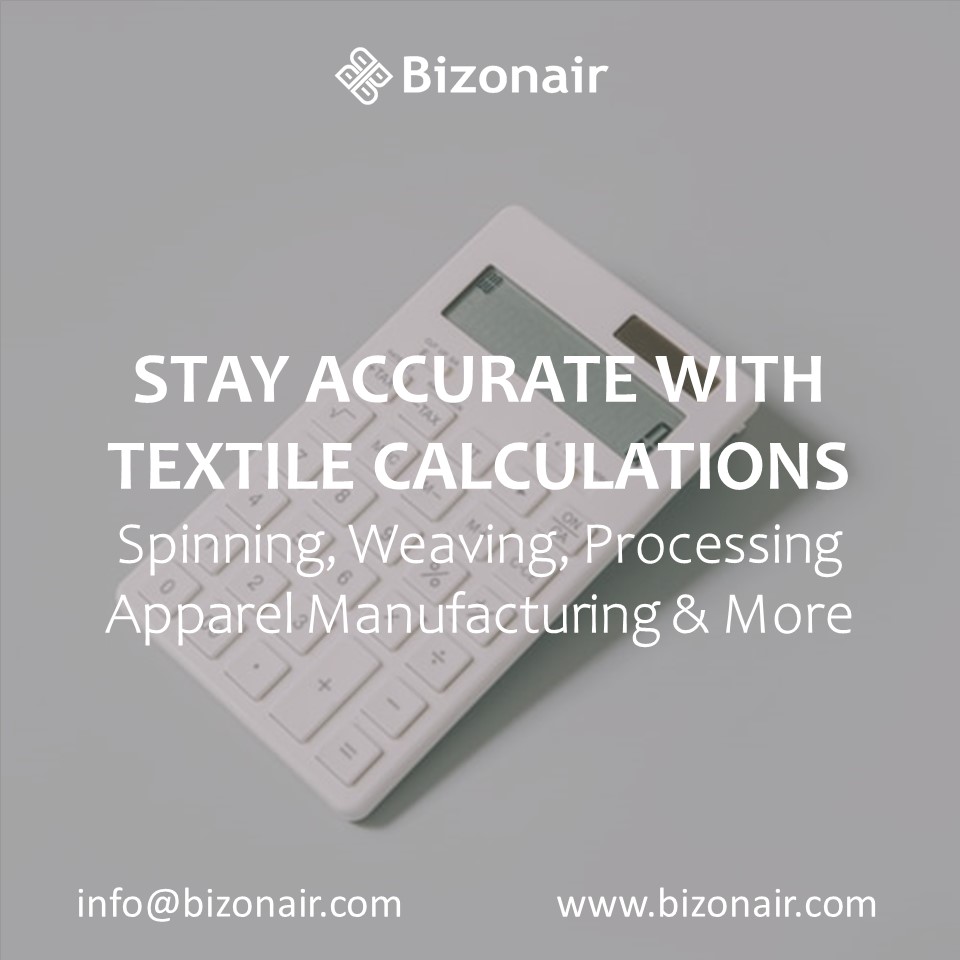 Bizonair
STAY ACCURATE WITH
TEXTILE CALCULATIONS
Spinning, Weaving, Processing
Apparel Manufacturing & More
info@bizonair.com
www.bizonair.com